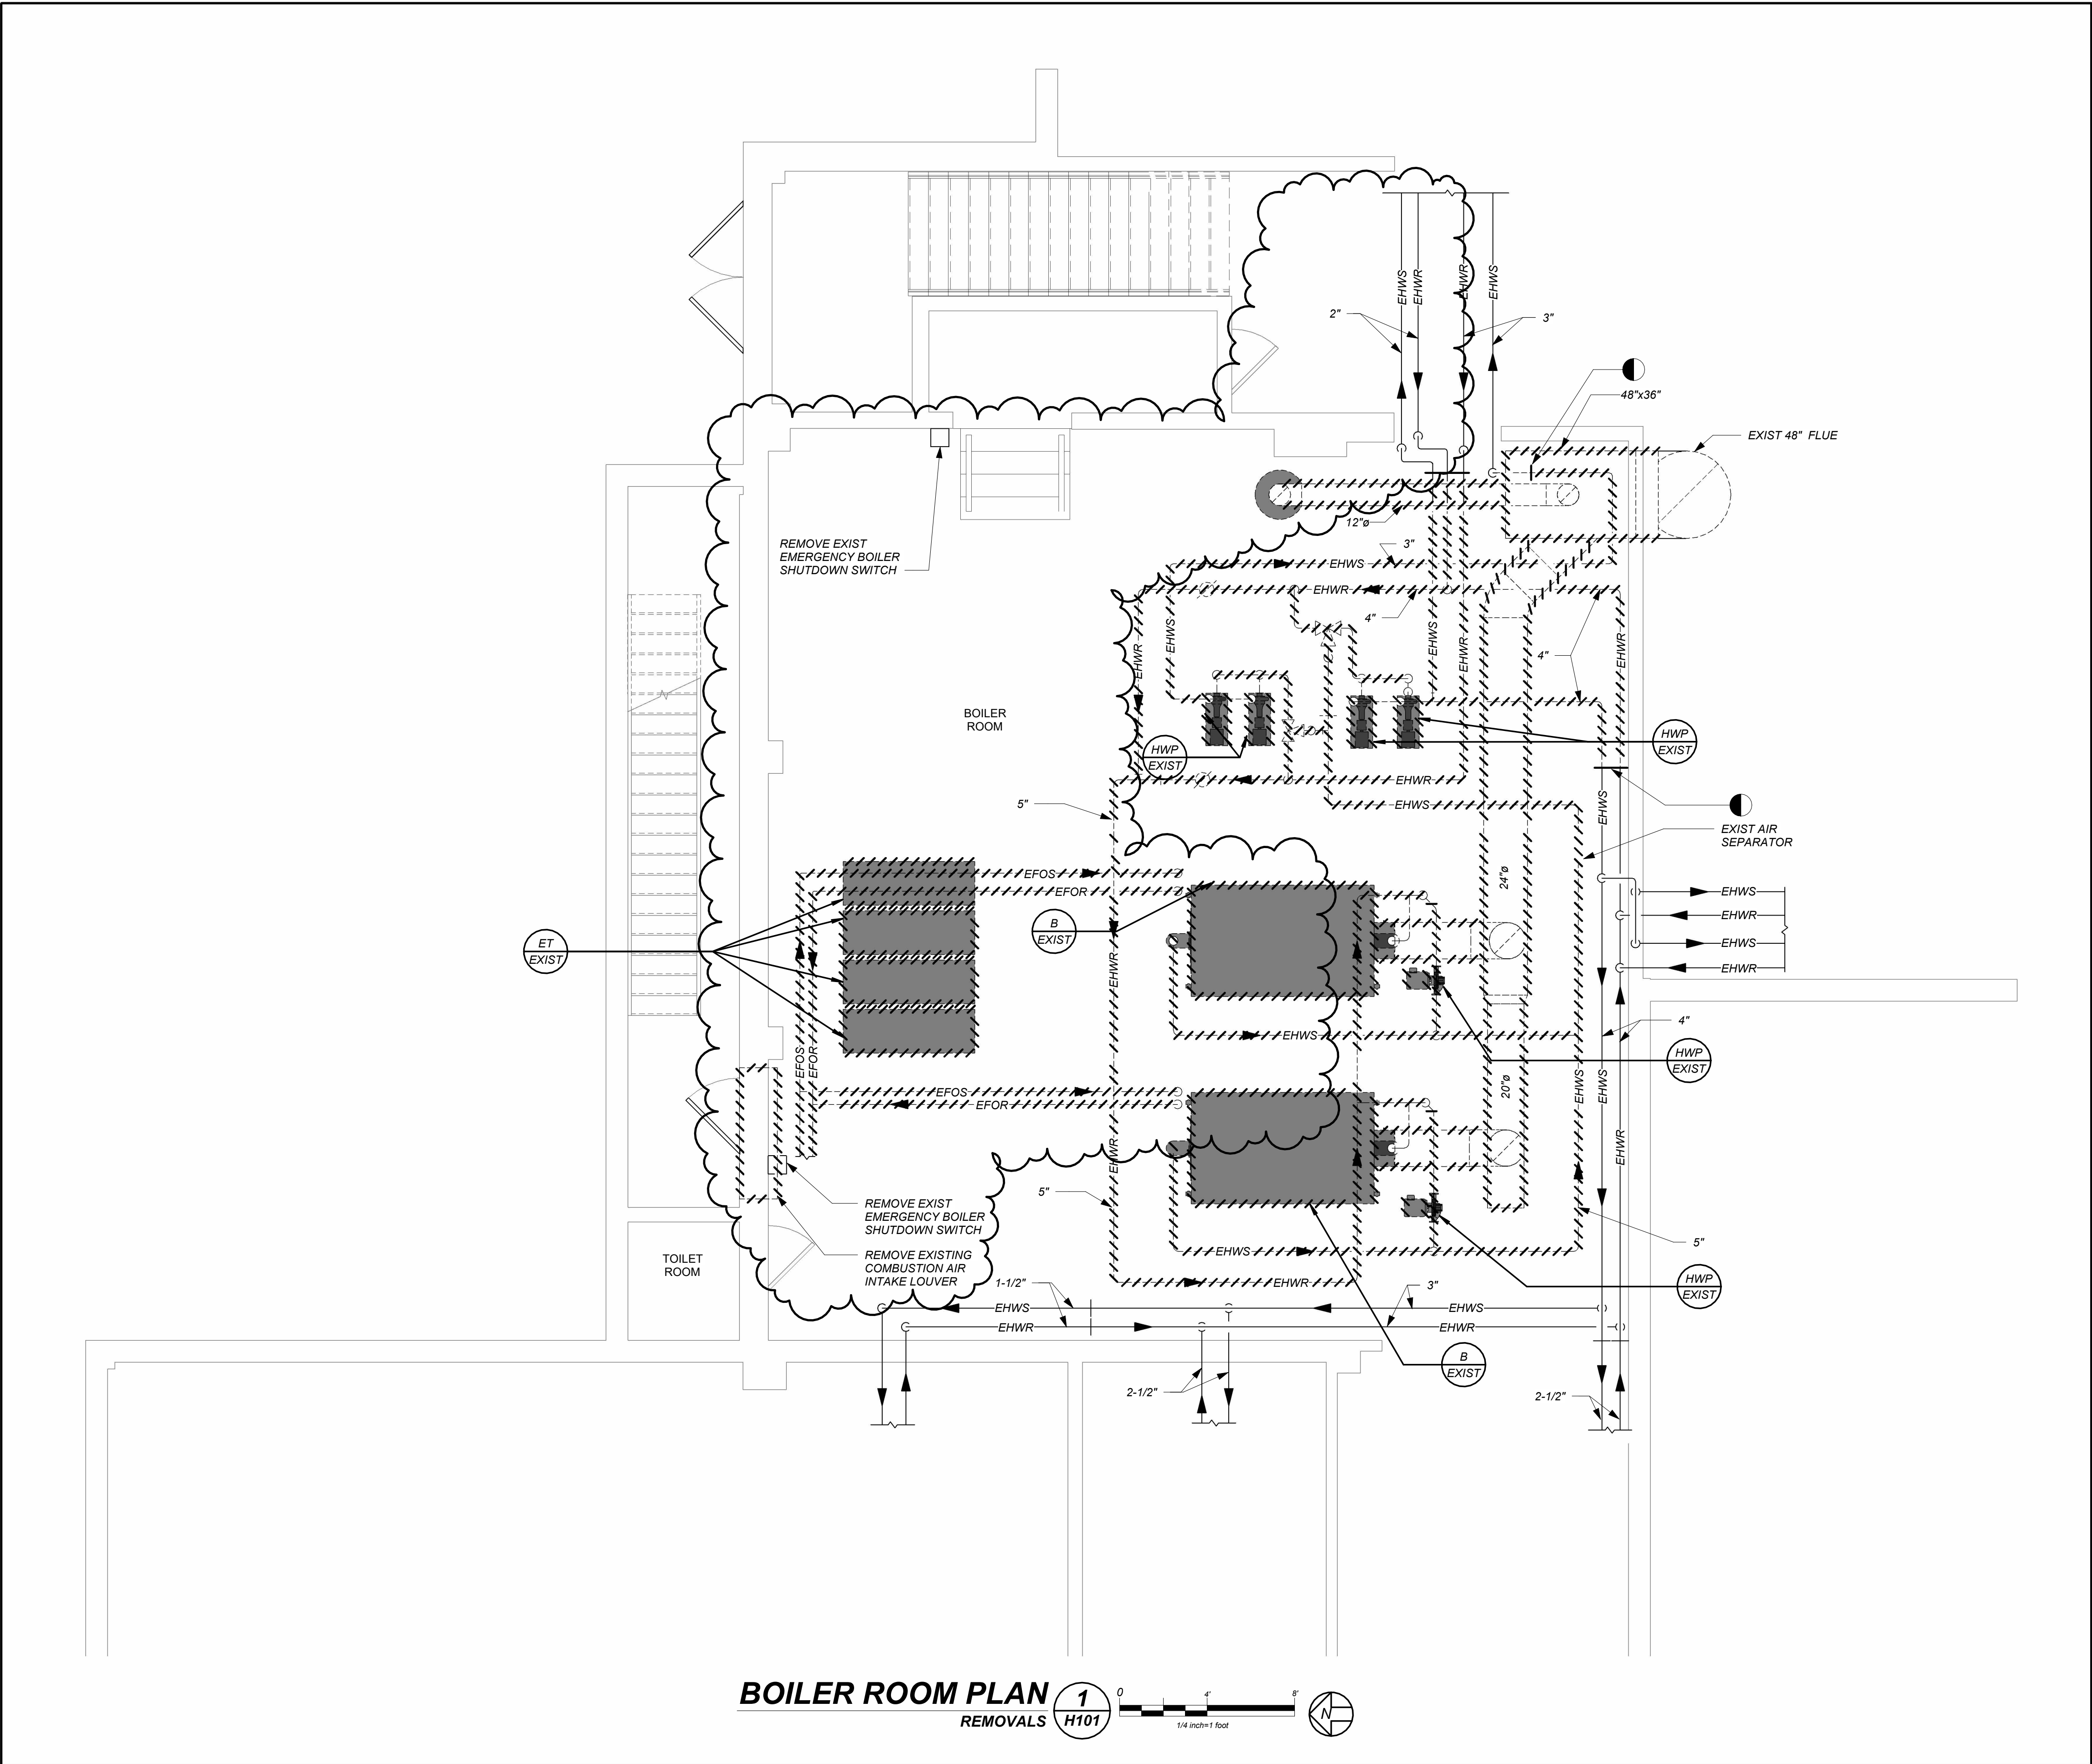 EHWS
EHWR
EHWR
EHWS
2"
3"
48"x36"
EXIST 48" FLUE
12"ø
REMOVE EXIST
EMERGENCY BOILER
SHUTDOWN SWITCH
3"
EHWS
EHWR
4"
EHWS
EHWR
EHWR
EHWS
EHWR
4"
BOILER
ROOM
HWP
EXIST
HWP
EXIST
EHWR
5"
EHWS
EHWS
EXIST AIR
SEPARATOR
24"ø
EFOS
EFOR
EHWS
EHWR
EHWS
EHWR
B
EXIST
ET
EXIST
EHWR
EHWS
4"
HWP
EXIST
EFOS
EFOR
EFOS
EFOR
20"ø
EHWS
EHWS
EHWR
EHWR
5"
REMOVE EXIST
EMERGENCY BOILER
SHUTDOWN SWITCH
REMOVE EXISTING
COMBUSTION AIR
INTAKE LOUVER
TOILET
ROOM
EHWS
5"
EHWR
1-1/2"
3"
HWP
EXIST
EHWS
EHWS
EHWR
EHWR
B
EXIST
2-1/2"
2-1/2"
BOILER ROOM PLAN
REMOVALS
1
H101
0
4'
8'
1/4 inch=1 foot
N